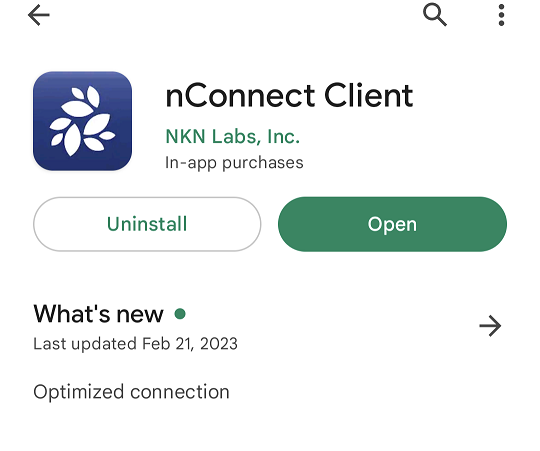 nConnect Client
NKN Labs, Inc.
In-app purchases
Uninstall
Open
What's new
Last updated Feb 21, 2023
Optimized connection